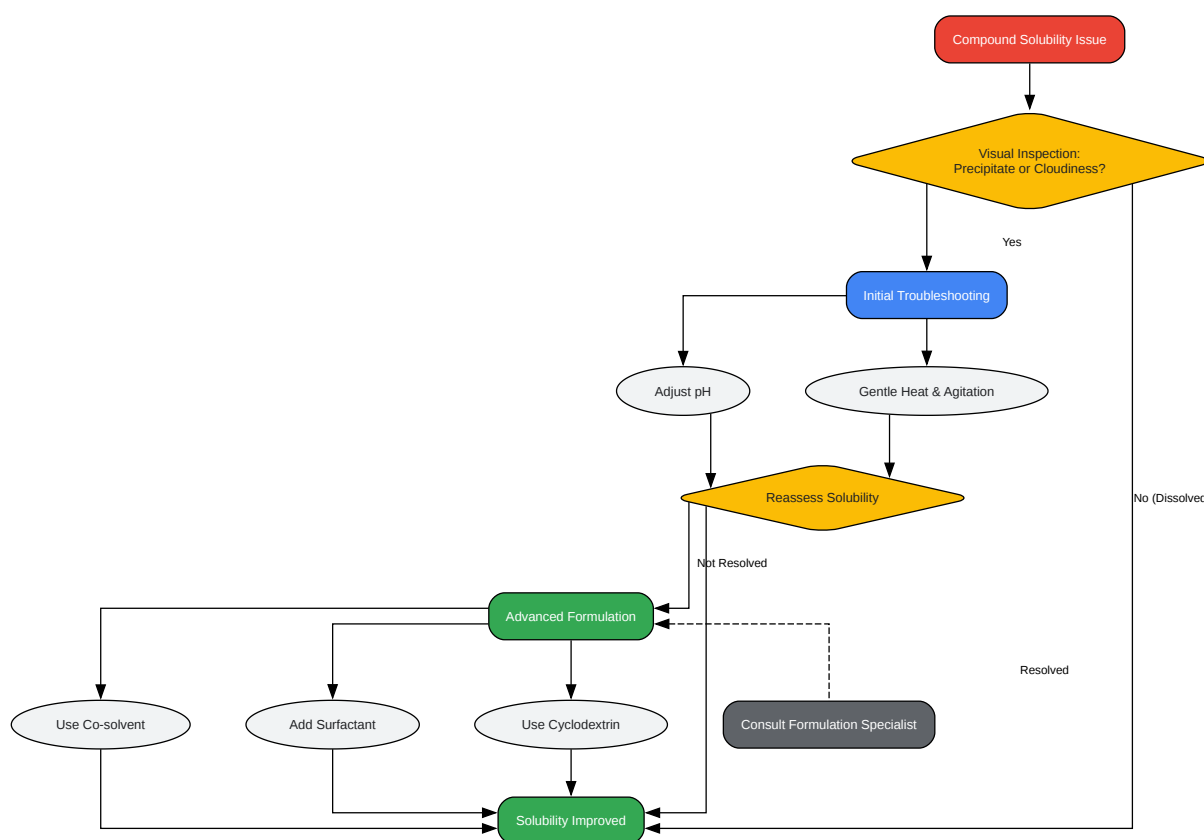 Compound Solubility Issue
Visual Inspection:
Precipitate or Cloudiness?
Yes
Initial Troubleshooting
Adjust pH
Gentle Heat & Agitation
Reassess Solubility
No (Dissolved
Not Resolved
Advanced Formulation
Resolved
Use Co-solvent
Add Surfactant
Use Cyclodextrin
Consult Formulation Specialist
Solubility Improved